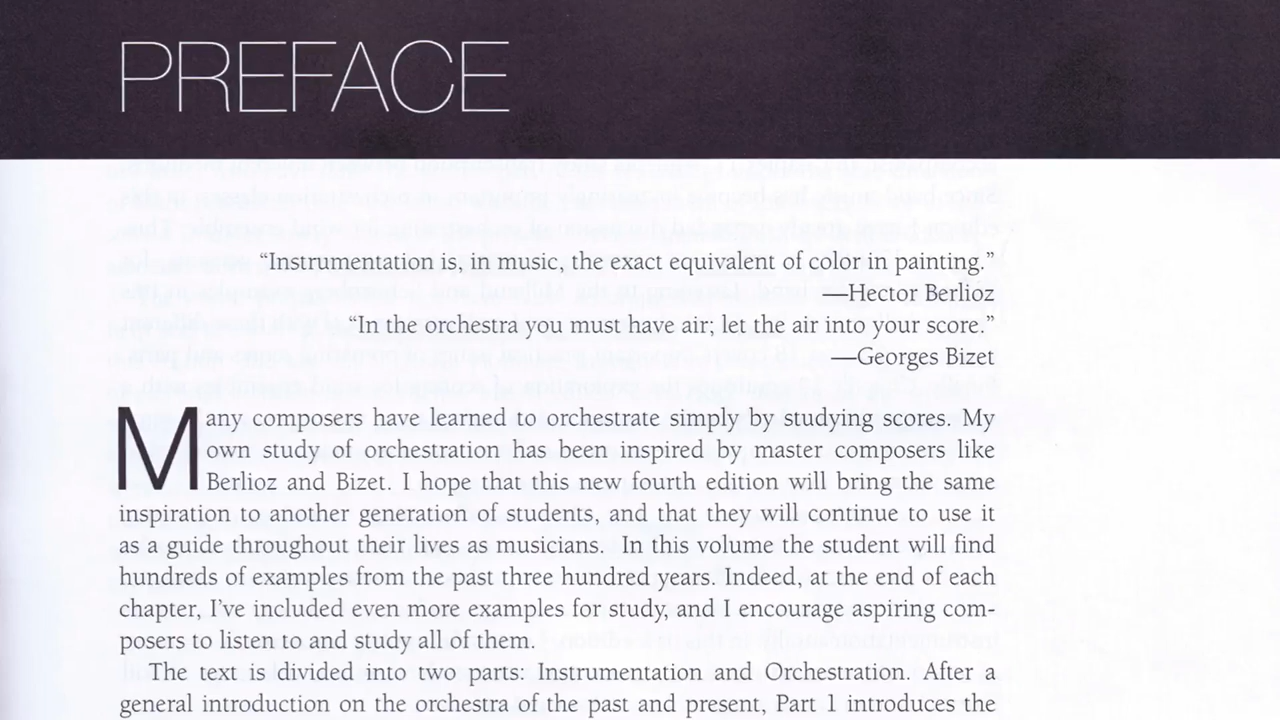 PREFACE
“Instrumentation is, in music, the exact equivalent of color in painting.”
—Hector Berlioz
“In the orchestra you must have air; let the air into your score.”
—Georges Bizet
Many composers have learned to orchestrate simply by studying scores. My
own study of orchestration has been inspired by master composers like
Berlioz and Bizet. I hope that this new fourth edition will bring the same
inspiration to another generation of students, and that they will continue to use it
as a guide throughout their lives as musicians. In this volume the student will find
hundreds of examples from the past three hundred years. Indeed, at the end of each
chapter, I’ve included even more examples for study, and I encourage aspiring com-
posers to listen to and study all of them.
The text is divided into two parts: Instrumentation and Orchestration. After a
general introduction on the orchestra of the past and present, Part 1 introduces the